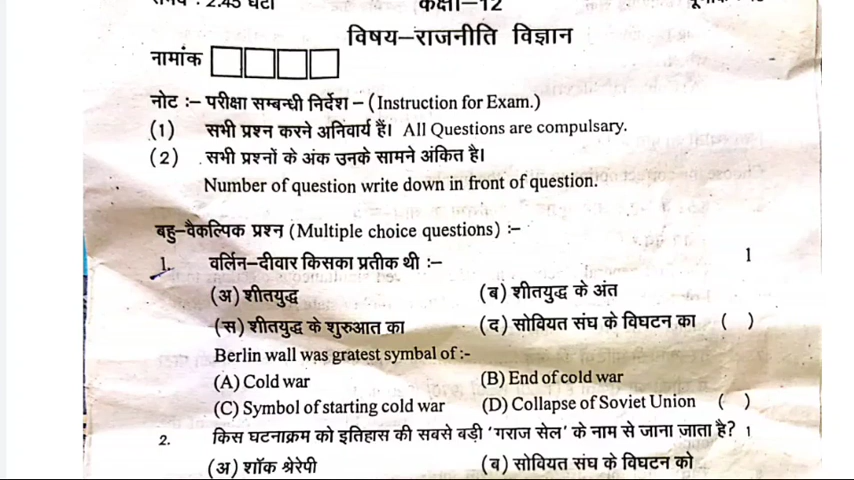 2.45 घंटा कक्षा–12
विषय–राजनीति विज्ञान
नामांक
नोट :– परीक्षा सम्बन्धी निर्देश – ( Instruction for Exam.)
(1) सभी प्रश्न करने अनिवार्य हैं। All Questions are compulsary.
(2) सभी प्रश्नों के अंक उनके सामने अंकित है।
Number of question write down in front of question.
बहु–वैकल्पिक प्रश्न (Multiple choice questions) :–
1. वर्लिन–दीवार किसका प्रतीक थी :– 1
(अ) शीतयुद्ध (ब) शीतयुद्ध के अंत
(स) शीतयुद्ध के शुरुआत का (द) सोवियत संघ के विघटन का ( )
Berlin wall was gratest symbol of :-
(A) Cold war (B) End of cold war
(C) Symbol of starting cold war (D) Collapse of Soviet Union ( )
2. किस घटनाक्रम को इतिहास की सबसे बड़ी ‘गराज सेल’ के नाम से जाना जाता है? 1
(अ) शॉक थ्रेरेपी (ब) सोवियत संघ के विघटन को